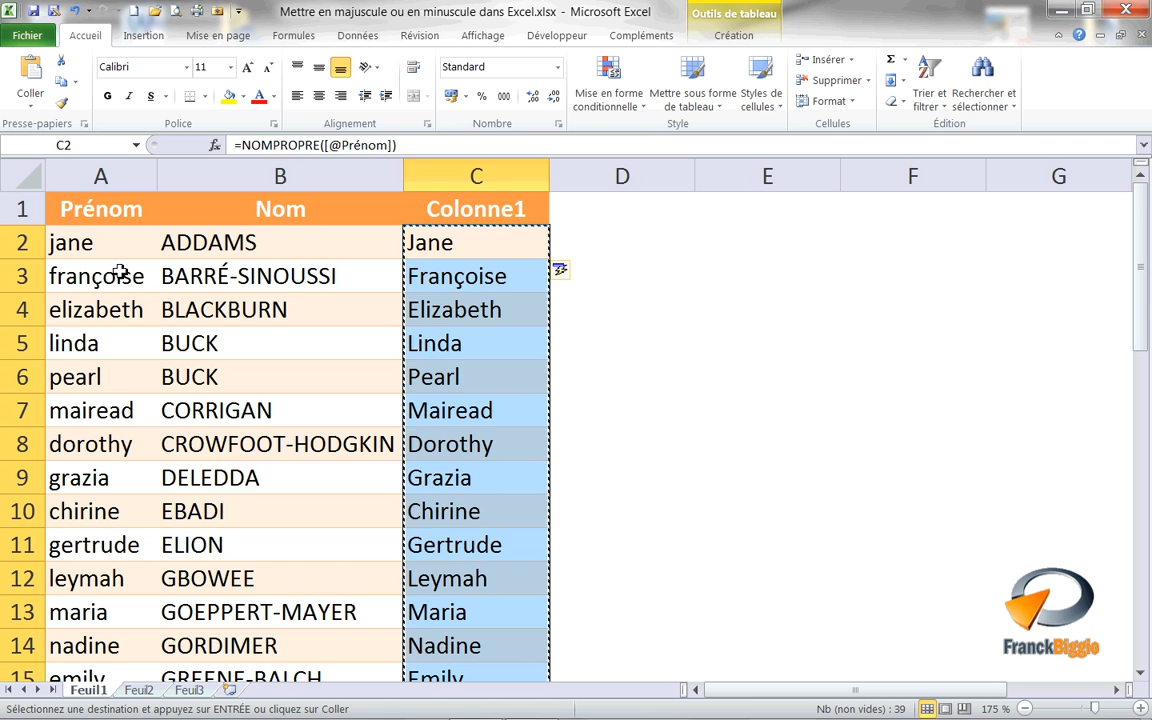 Mettre en majuscule ou en minuscule dans Excel.xlsx - Microsoft Excel
Outils de tableau
Fichier Accueil Insertion Mise en page Formules Données Révision Affichage Développeur Compléments Création
Coller
Presse-papiers
Calibri 11
G I S
Police
Alignement
Standard
% 000
Nombre
Mise en forme conditionnelle
Mettre sous forme de tableau
Styles de cellules
Style
Insérer
Supprimer
Format
Cellules
Trier et filtrer
Rechercher et sélectionner
Édition
C2 fx =NOMPROPRE([@Prénom])
A B C D E F G
1 Prénom Nom Colonne1
2 jane ADDAMS Jane
3 françoise BARRÉ-SINOUSSI Françoise
4 elizabeth BLACKBURN Elizabeth
5 linda BUCK Linda
6 pearl BUCK Pearl
7 mairead CORRIGAN Mairead
8 dorothy CROWFOOT-HODGKIN Dorothy
9 grazia DELEDDA Grazia
10 chirine EBADI Chirine
11 gertrude ELION Gertrude
12 leymah GBOWEE Leymah
13 maria GOEPPERT-MAYER Maria
14 nadine GORDIMER Nadine
15 emily GREENE-BALCH Emily
FranckBiggio
Feuil1 Feuil2 Feuil3
Sélectionnez une destination et appuyez sur ENTRÉE ou cliquez sur Coller
Nb (non vides) : 39
175 %